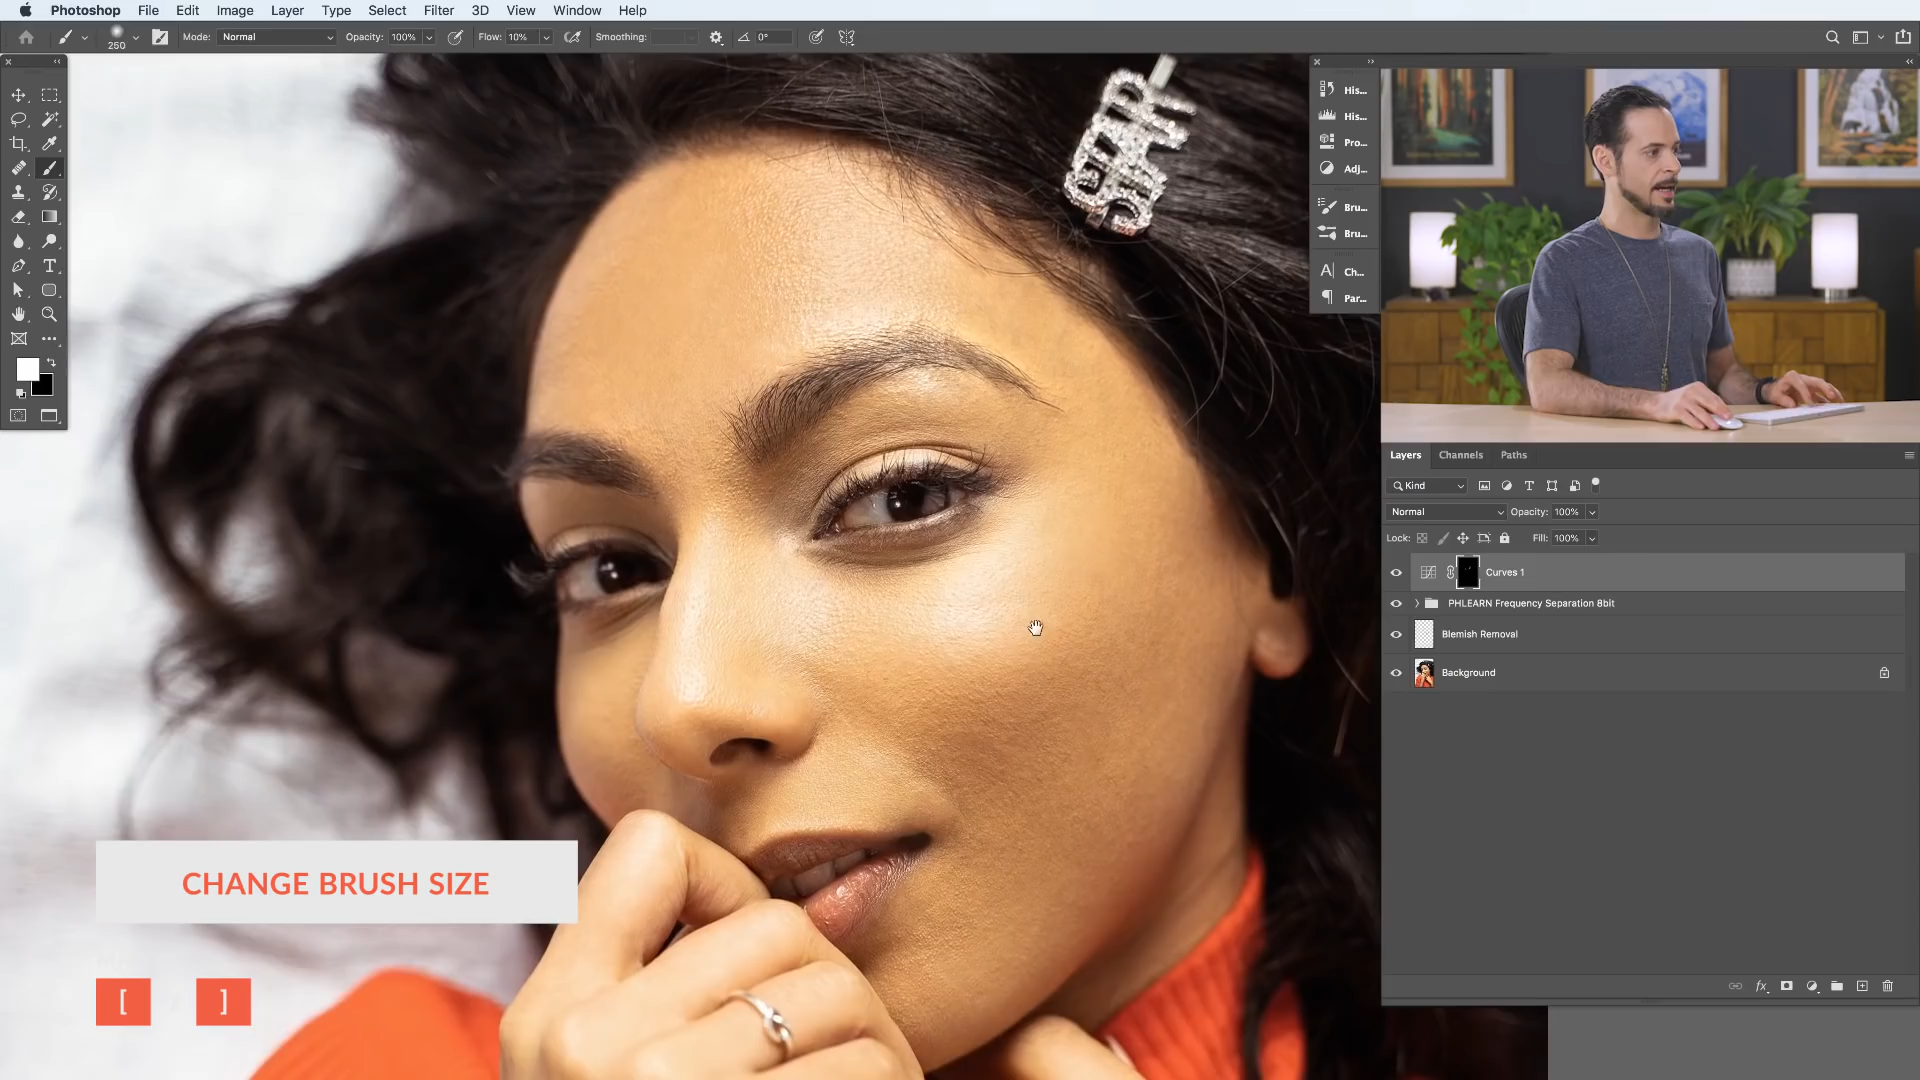 Photoshop File Edit Image Layer Type Select Filter 3D View Window Help
250 Mode: Normal Opacity: 100% Flow: 10% Smoothing: 0°
His...
His...
Pro...
Adj...
Bru...
Bru...
Ch...
Par...
Layers Channels Paths
Kind
Normal Opacity: 100%
Lock: Fill: 100%
Curves 1
PHLEARN Frequency Separation 8bit
Blemish Removal
Background
CHANGE BRUSH SIZE
[ / ]